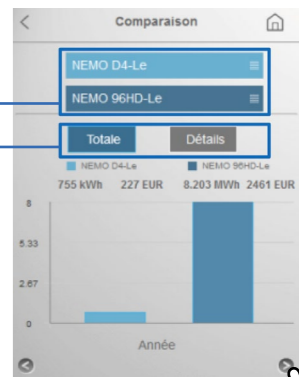 Comparaison
NEMO D4-Le
NEMO 96HD-Le
Totale Détails
NEMO D4-Le NEMO 96HD-Le
755 kWh 227 EUR 8.203 MWh 2461 EUR
8
5.33
2.67
0
Année